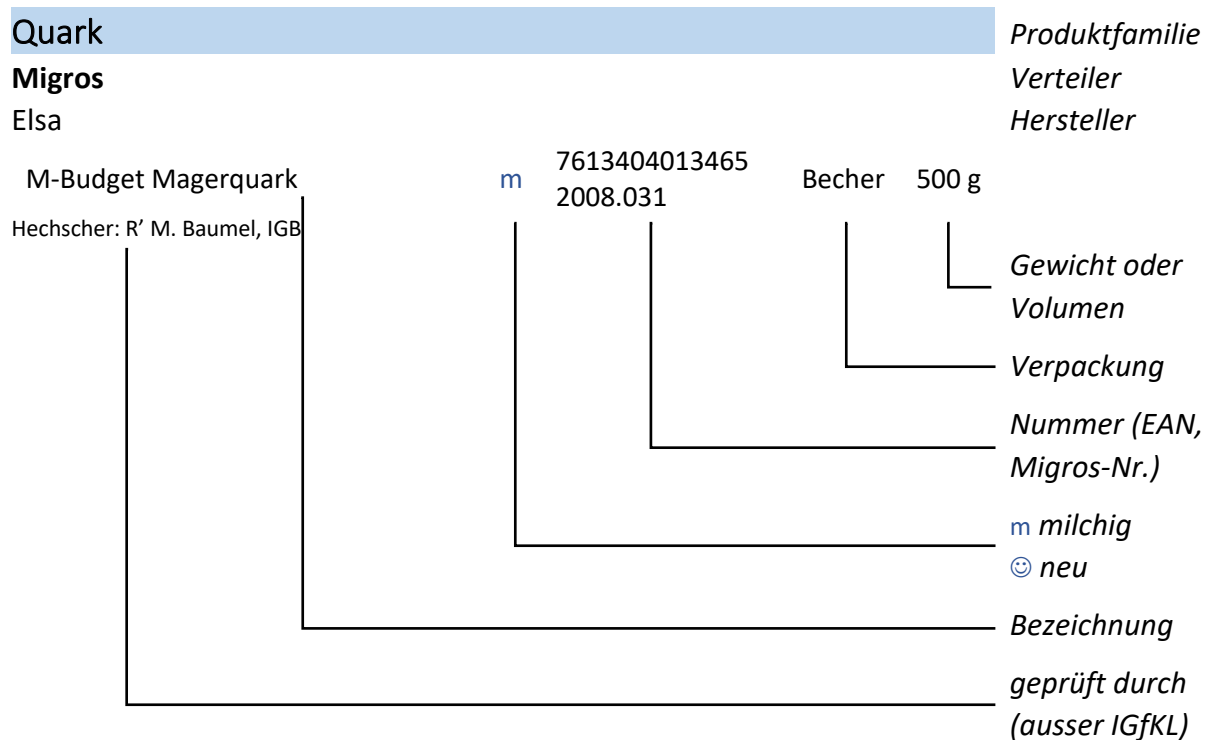 Quark Produktfamilie
Migros Verteiler
Elsa Hersteller
M-Budget Magerquark m 7613404013465 Becher 500 g
2008.031
Hechscher: R’ M. Baumel, IGB
Gewicht oder
Volumen
Verpackung
Nummer (EAN,
Migros-Nr.)
m milchig
☺ neu
Bezeichnung
geprüft durch
(ausser IGfKL)